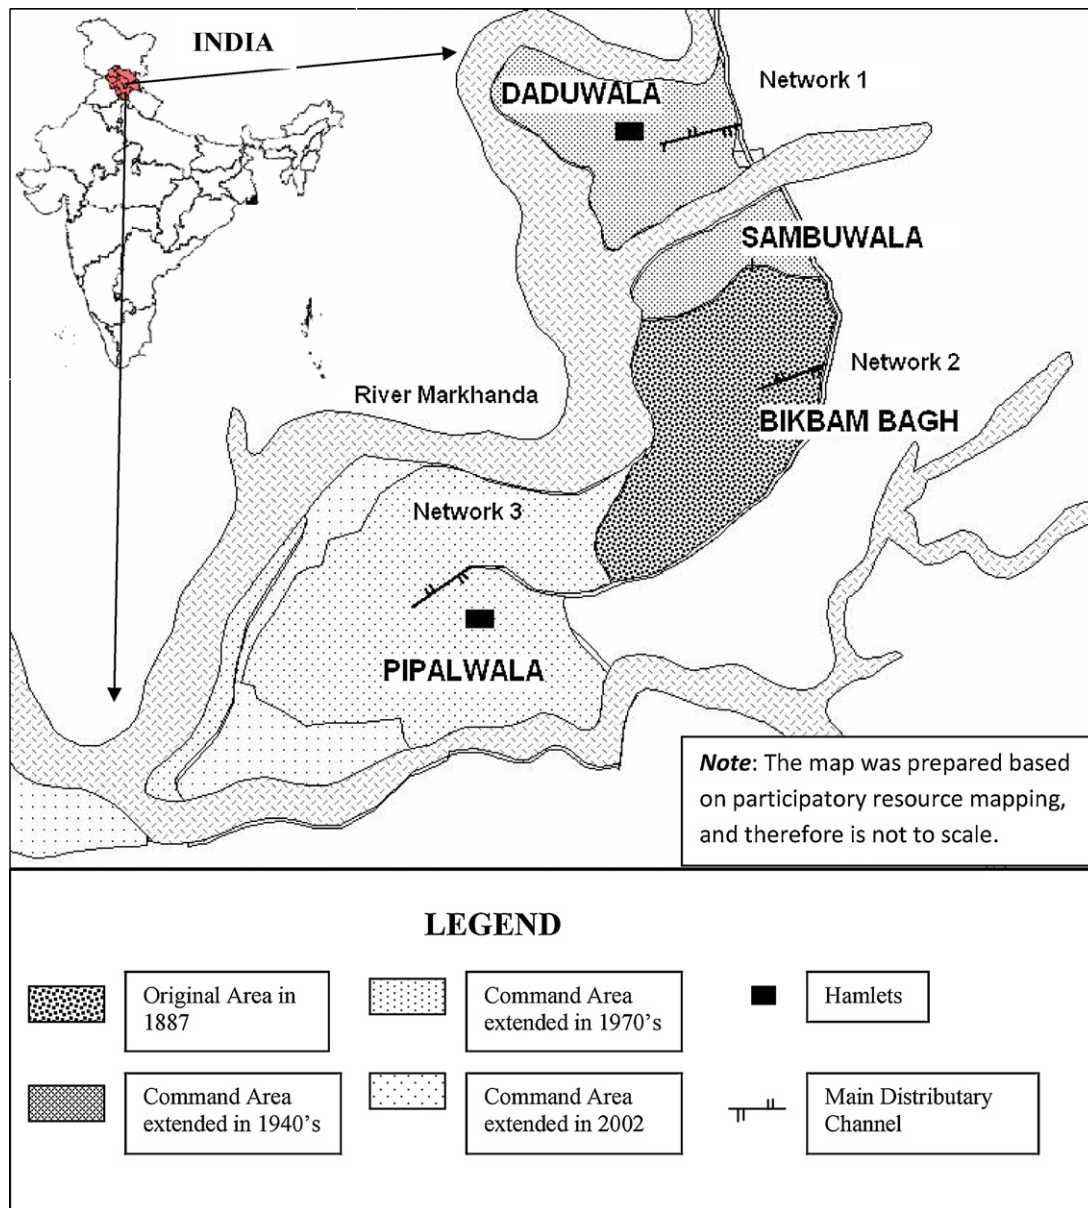 INDIA
DADUWALA
Network 1
SAMBUWALA
Network 2
River Markhanda
BIKBAM BAGH
Network 3
PIPALWALA
Note: The map was prepared based
on participatory resource mapping,
and therefore is not to scale.
LEGEND
Original Area in
1887
Command Area
extended in 1970's
Hamlets
Command Area
extended in 1940's
Command Area
extended in 2002
Main Distributary
Channel